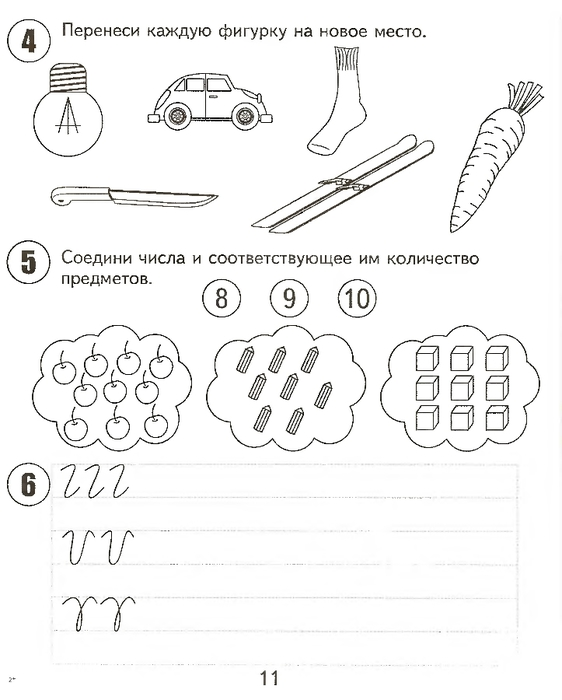 4 Перенеси каждую фигурку на новое место.
5 Соедини числа и соответствующее им количество
предметов.
8 9 10
6
2*
11